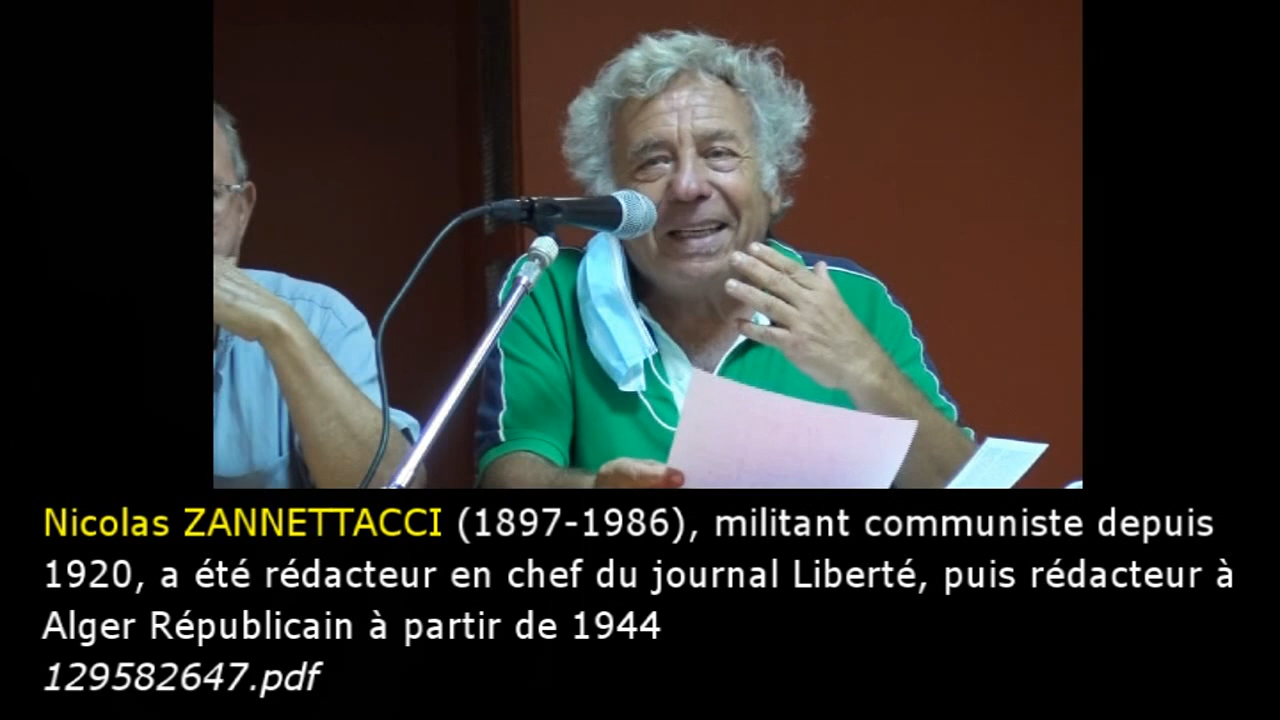 Nicolas ZANNETTACCI (1897-1986), militant communiste depuis
1920, a été rédacteur en chef du journal Liberté, puis rédacteur à
Alger Républicain à partir de 1944
129582647.pdf